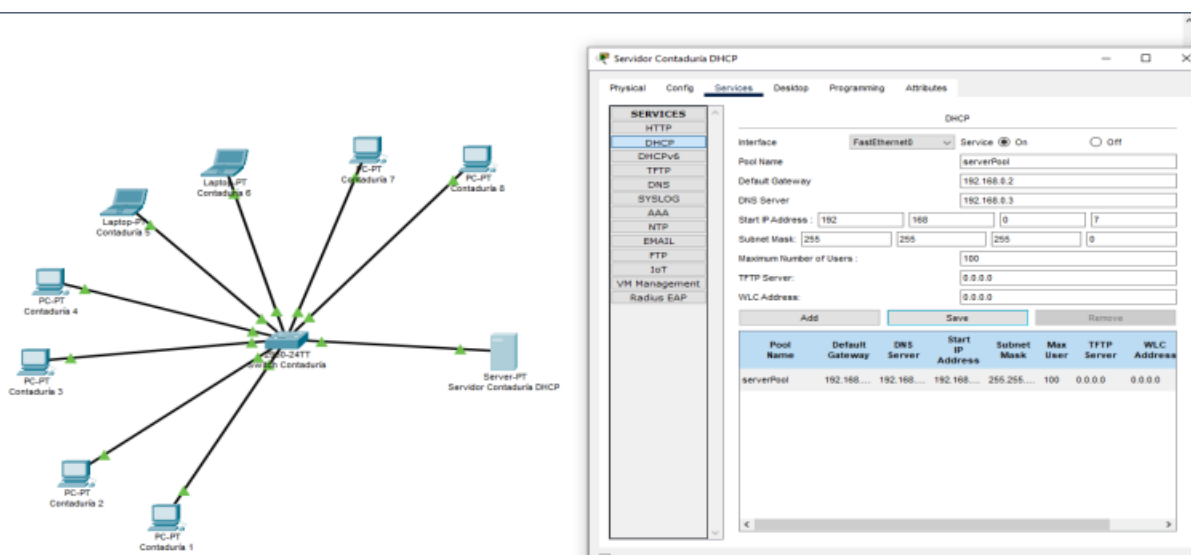 Laptop-PT
Contaduría 6
PC-PT
Contaduría 7
PC-PT
Contaduría 8
Laptop-PT
Contaduría 5
PC-PT
Contaduría 4
2950-24TT
Switch Contaduría
PC-PT
Contaduría 3
Server-PT
Servidor Contaduría DHCP
PC-PT
Contaduría 2
PC-PT
Contaduría 1
Servidor Contaduría DHCP
Physical Config Services Desktop Programming Attributes
SERVICES
HTTP
DHCP
DHCPv6
TFTP
DNS
SYSLOG
AAA
NTP
EMAIL
FTP
IoT
VM Management
Radius EAP
DHCP
Interface FastEthernet0 Service On Off
Pool Name serverPool
Default Gateway 192.168.0.2
DNS Server 192.168.0.3
Start IP Address : 192 168 0 7
Subnet Mask: 255 255 255 0
Maximum Number of Users : 100
TFTP Server: 0.0.0.0
WLC Address: 0.0.0.0
Add Save Remove
Pool Name Default Gateway DNS Server Start IP Address Subnet Mask Max User TFTP Server WLC Address
serverPool 192.168.... 192.168.... 192.168.... 255.255.... 100 0.0.0.0 0.0.0.0